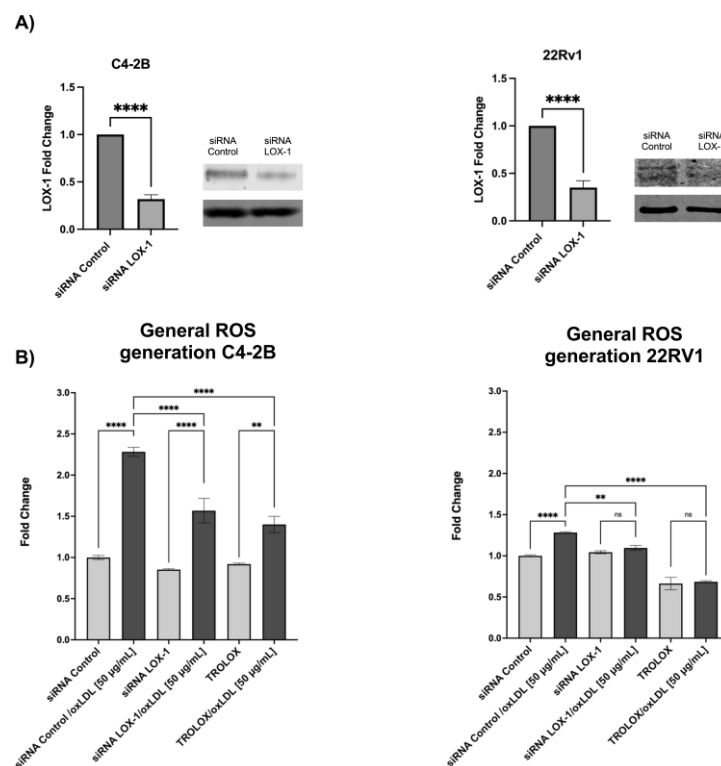 A)
C4-2B
LOX-1 Fold Change
1.5
1.0
0.5
0.0
****
siRNA Control
siRNA LOX-1
siRNA
Control
siRNA
LOX-1
22Rv1
LOX-1 Fold Change
1.5
1.0
0.5
0.0
****
siRNA Control
siRNA LOX-1
siRNA
Control
siRNA
B)
General ROS
generation C4-2B
Fold Change
3.0
2.5
2.0
1.5
1.0
0.5
0.0
****
****
****
****
**
siRNA Control
siRNA Control /oxLDL [50 µg/mL]
siRNA LOX-1
siRNA LOX-1/oxLDL [50 µg/mL]
TROLOX
TROLOX/oxLDL [50 µg/mL]
General ROS
generation 22RV1
Fold Change
3.0
2.5
2.0
1.5
1.0
0.5
0.0
****
**
****
ns
ns
siRNA Control
siRNA Control /oxLDL [50 µg/mL]
siRNA LOX-1
siRNA LOX-1/oxLDL [50 µg/mL]
TROLOX
TROLOX/oxLDL [50 µg/mL]